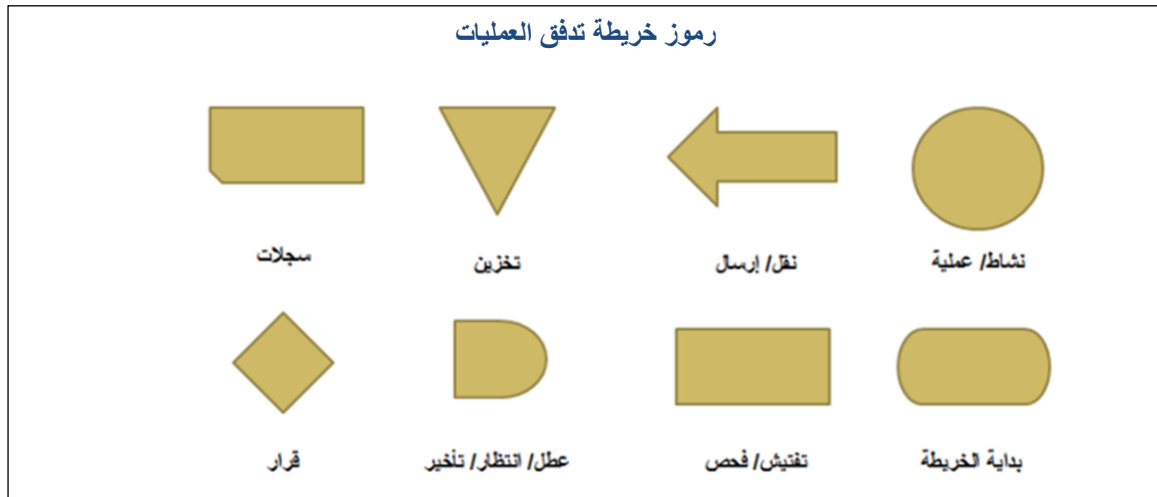 رموز خريطة تدفق العمليات
نشاط/ عملية
نقل/ إرسال
تخزين
سجلات
بداية الخريطة
تفتيش/ فحص
عطل/ انتظار/ تأخير
قرار